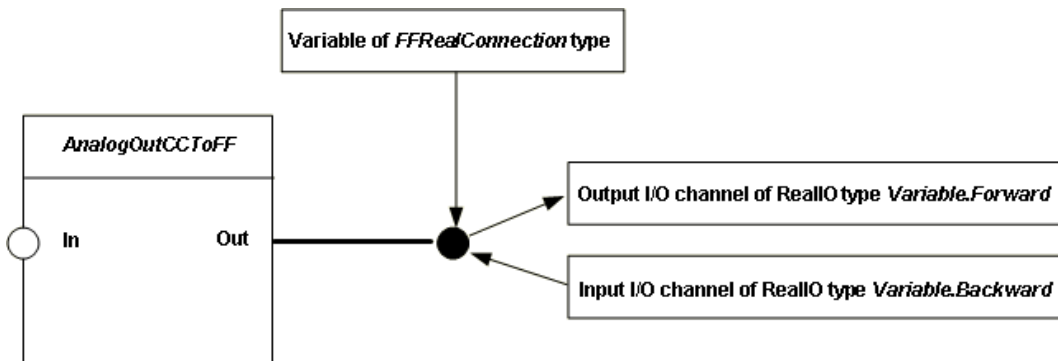 Variable of FFRealConnection type
AnalogOutCCToFF
In
Out
Output I/O channel of RealIO type Variable.Forward
Input I/O channel of RealIO type Variable.Backward